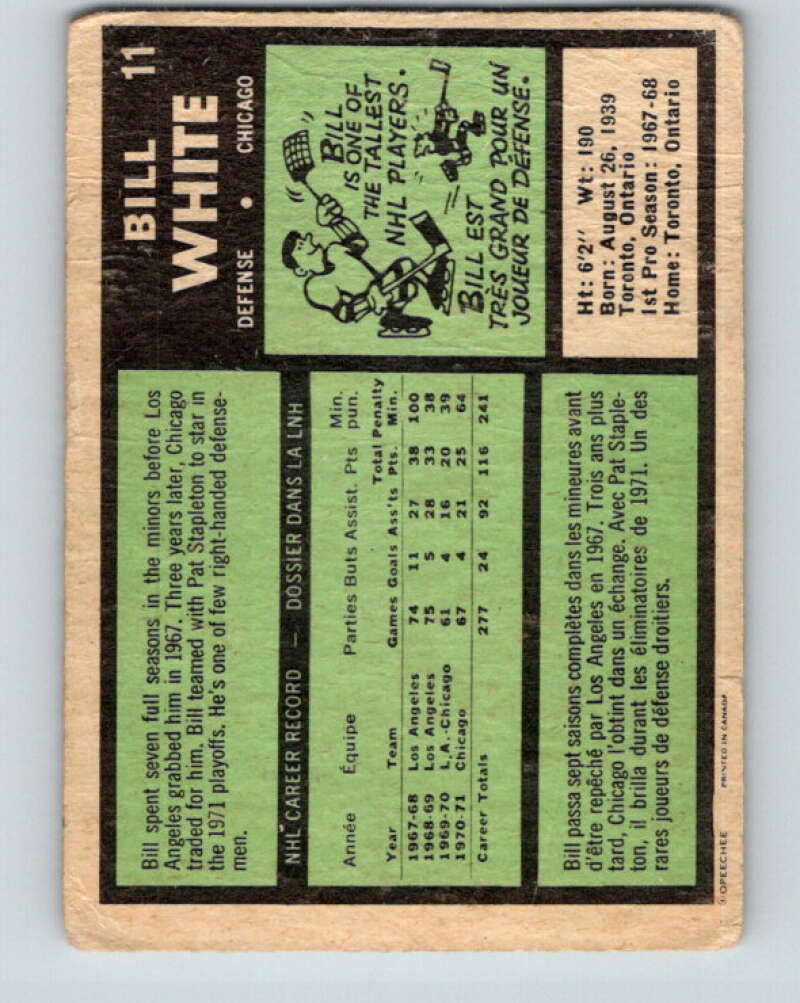 BILL 11
WHITE
DEFENSE • CHICAGO
Bill spent seven full seasons in the minors before Los
Angeles grabbed him in 1967. Three years later, Chicago
traded for him. Bill teamed with Pat Stapleton to star in
the 1971 playoffs. He's one of few right-handed defense-
men.
BILL
IS ONE OF
THE TALLEST
NHL PLAYERS.
BILL EST
TRÈS GRAND POUR UN
JOUEUR DE DÉFENSE.
NHL CAREER RECORD — DOSSIER DANS LA LNH
Année Équipe Parties Buts Assist. Pts Min. pun.
Year Team Games Goals Ass'ts Total Pts. Penalty Min.
1967-68 Los Angeles 74 11 27 38 100
1968-69 Los Angeles 75 5 28 33 38
1969-70 L.A.-Chicago 61 4 16 20 39
1970-71 Chicago 67 4 21 25 64
Career Totals 277 24 92 116 241
Ht: 6'2" Wt: 190
Born: August 26, 1939
Toronto, Ontario
1st Pro Season: 1967-68
Home: Toronto, Ontario
Bill passa sept saisons complètes dans les mineures avant
d'être repêché par Los Angeles en 1967. Trois ans plus
tard, Chicago l'obtint dans un échange. Avec Pat Staple-
ton, il brilla durant les éliminatoires de 1971. Un des
rares joueurs de défense droitiers.
OPEECHEE PRINTED IN CANADA